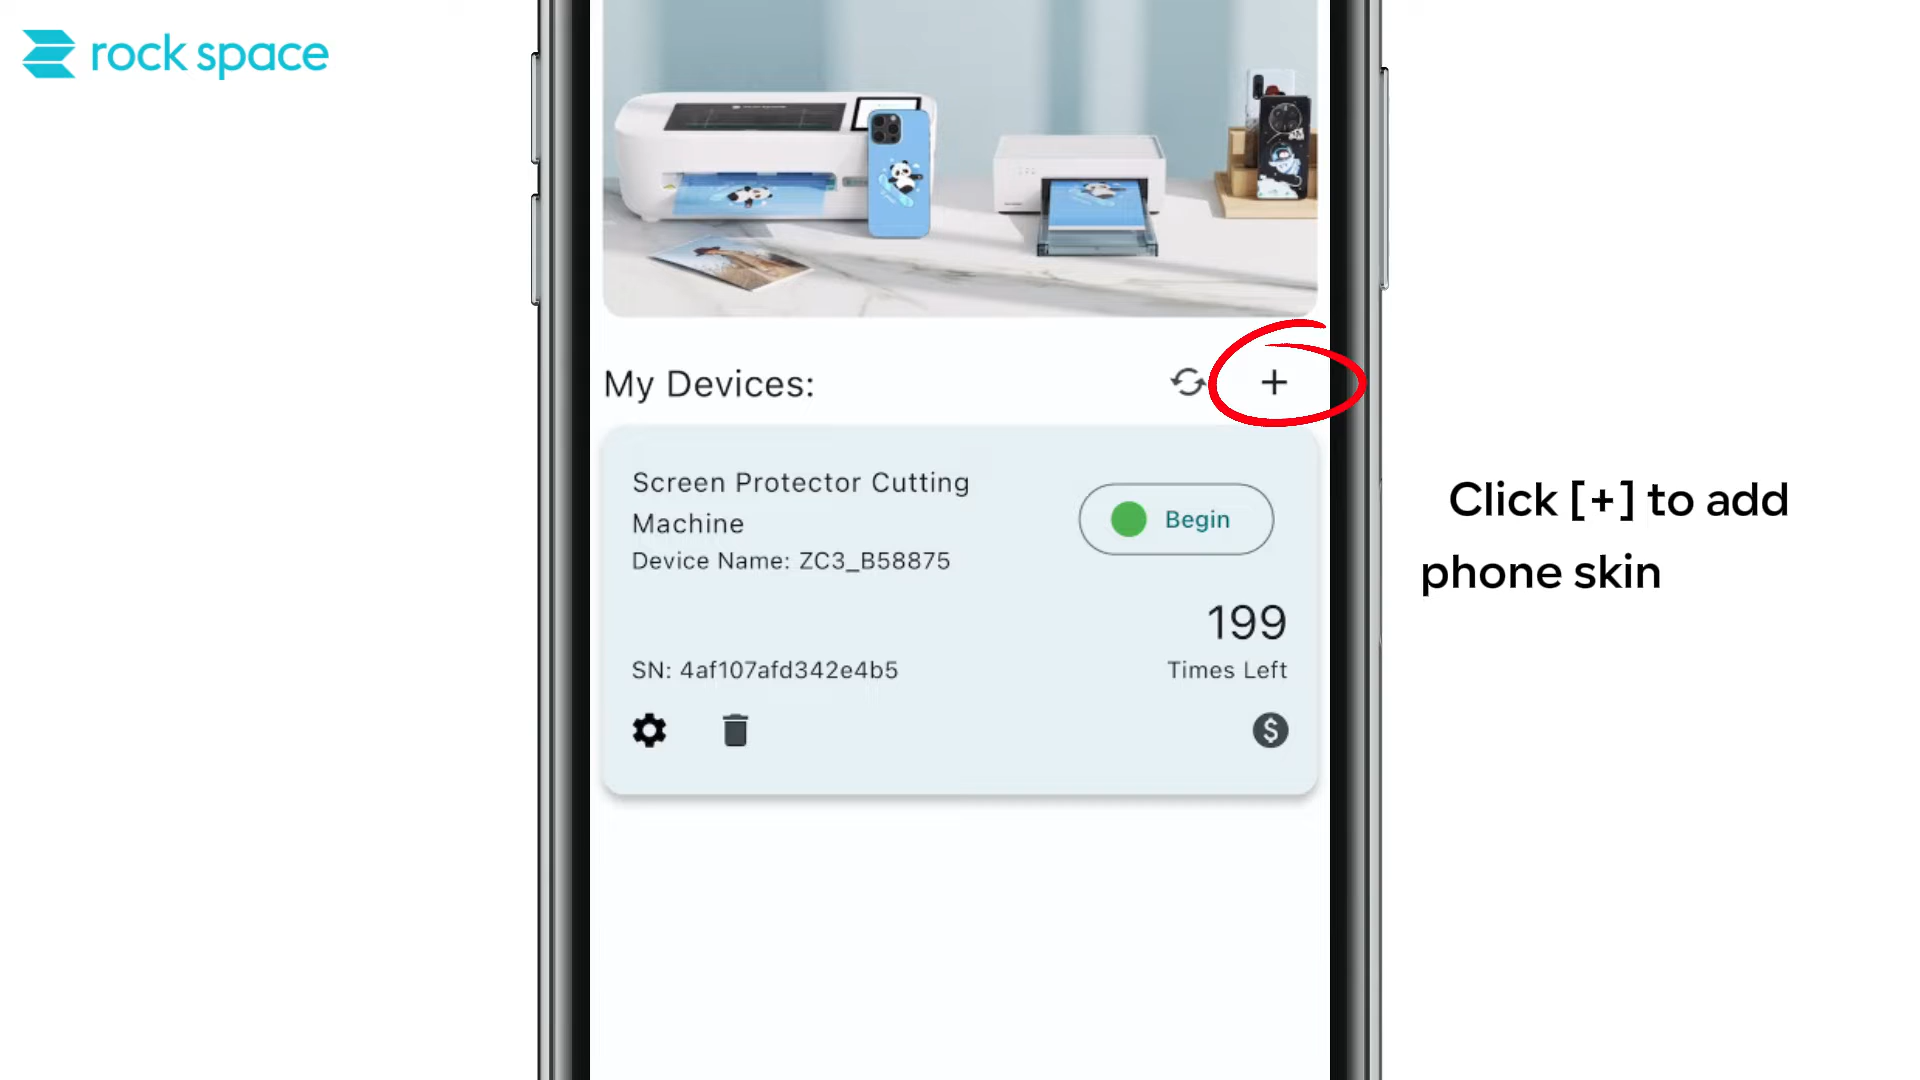 rock space
My Devices:
+
Screen Protector Cutting
Machine
Begin
Device Name: ZC3_B58875
199
SN: 4af107afd342e4b5
Times Left
$
Click [+] to add
phone skin